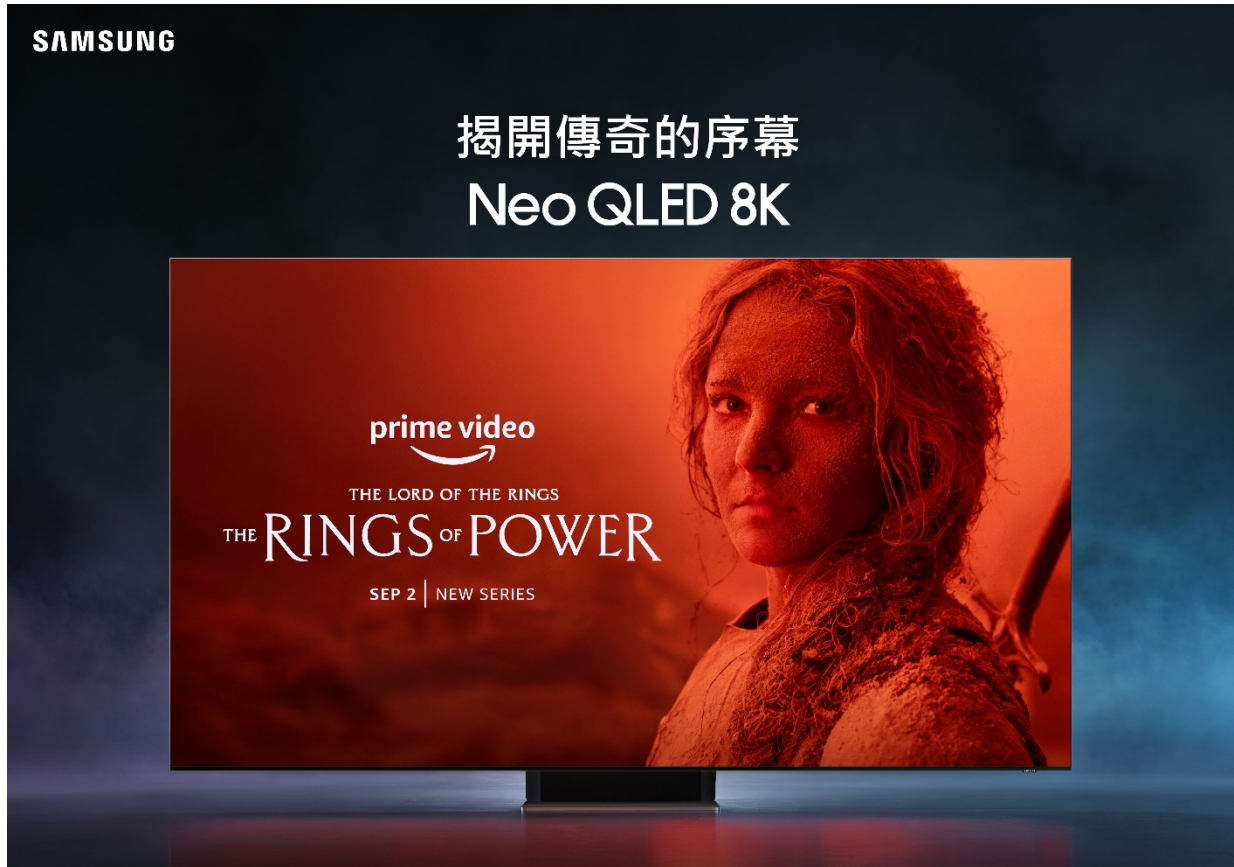 SAMSUNG
揭開傳奇的序幕
Neo QLED 8K
prime video
THE LORD OF THE RINGS
THE RINGS OF POWER
SEP 2 | NEW SERIES